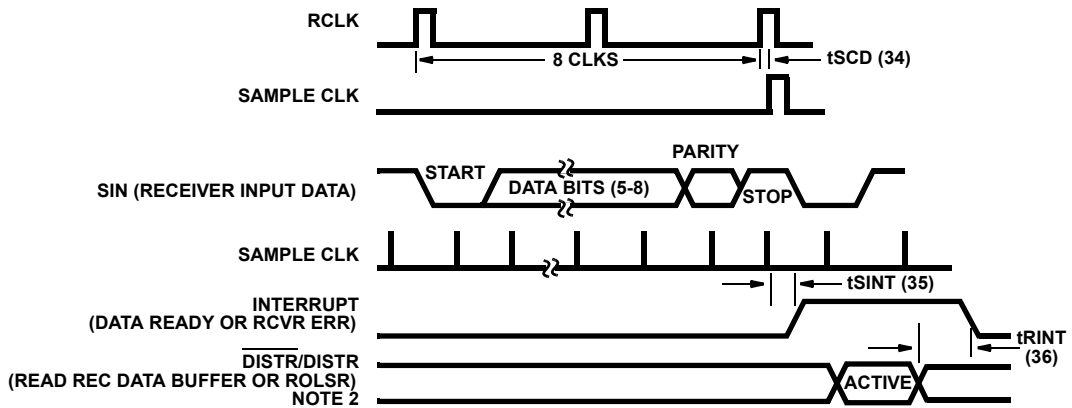 RCLK
8 CLKS
tSCD (34)
SAMPLE CLK
PARITY
START
SIN (RECEIVER INPUT DATA)
DATA BITS (5-8)
STOP
SAMPLE CLK
tSINT (35)
INTERRUPT
(DATA READY OR RCVR ERR)
tRINT
(36)
DISTR/DISTR
(READ REC DATA BUFFER OR ROLSR)
ACTIVE
NOTE 2